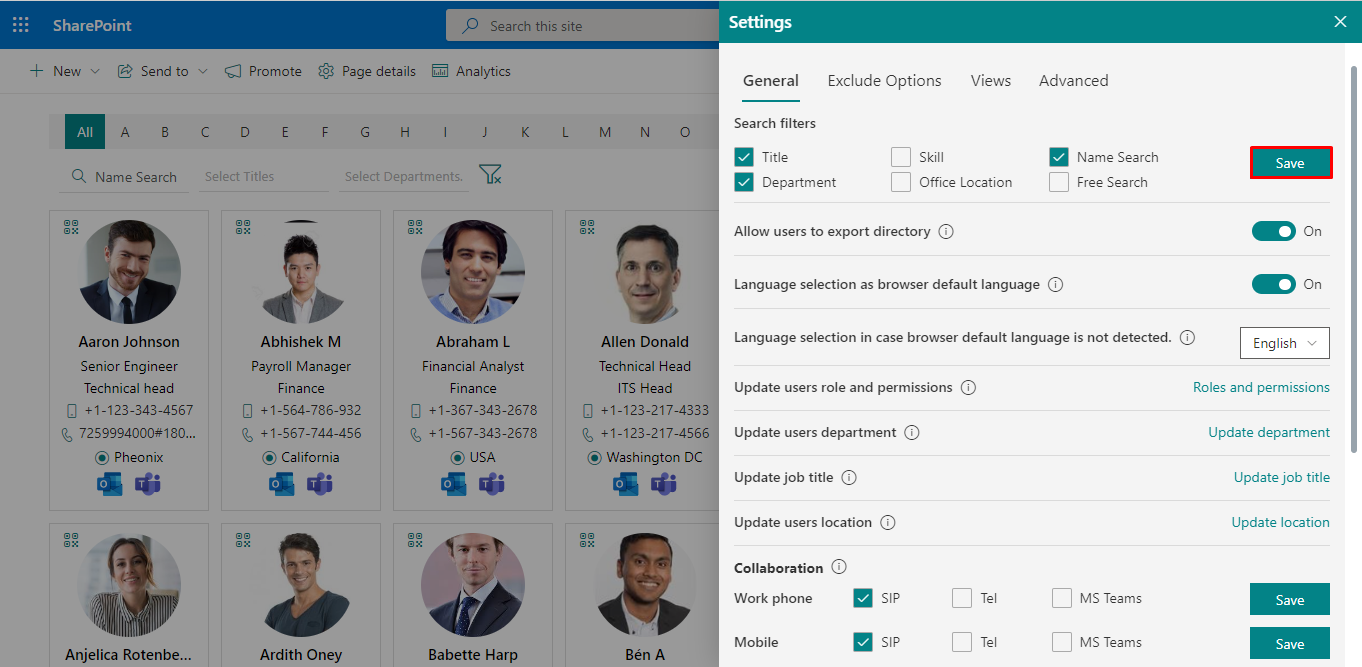 SharePoint
Search this site
New Send to Promote Page details Analytics
All A B C D E F G H I J K L M N O
Name Search Select Titles Select Departments.
Aaron Johnson
Senior Engineer
Technical head
+1-123-343-4567
7259994000#180...
Pheonix
Abhishek M
Payroll Manager
Finance
+1-564-786-932
+1-567-744-456
California
Abraham L
Financial Analyst
Finance
+1-367-343-2678
+1-567-343-2678
USA
Allen Donald
Technical Head
ITS Head
+1-123-217-4333
+1-123-217-4566
Washington DC
Anjelica Rotenbe...
Ardith Oney
Babette Harp
Bén A
Settings
General Exclude Options Views Advanced
Search filters
Title Skill Name Search
Department Office Location Free Search
Save
Allow users to export directory On
Language selection as browser default language On
Language selection in case browser default language is not detected. English
Update users role and permissions Roles and permissions
Update users department Update department
Update job title Update job title
Update users location Update location
Collaboration
Work phone SIP Tel MS Teams Save
Mobile SIP Tel MS Teams Save